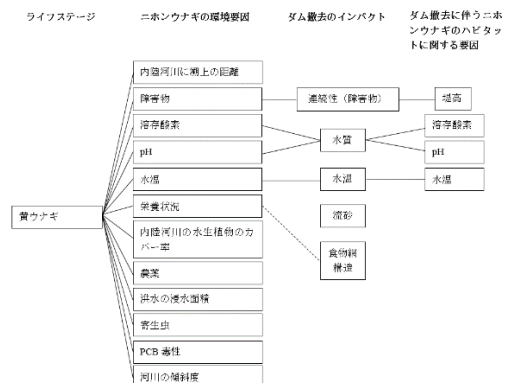 ライフステージ
ニホンウナギの環境要因
ダム撤去のインパクト
ダム撤去に伴うニホ
ンウナギのハビタッ
トに関する要因
黄ウナギ
内陸河川に遡上の距離
障害物
溶存酸素
pH
水温
栄養状況
内陸河川の水生植物のカ
バー率
農薬
洪水の浸水面積
寄生虫
PCB 毒性
河川の傾斜度
連続性（障害物）
水質
水温
流砂
食物網
構造
堤高
溶存酸素
pH
水温